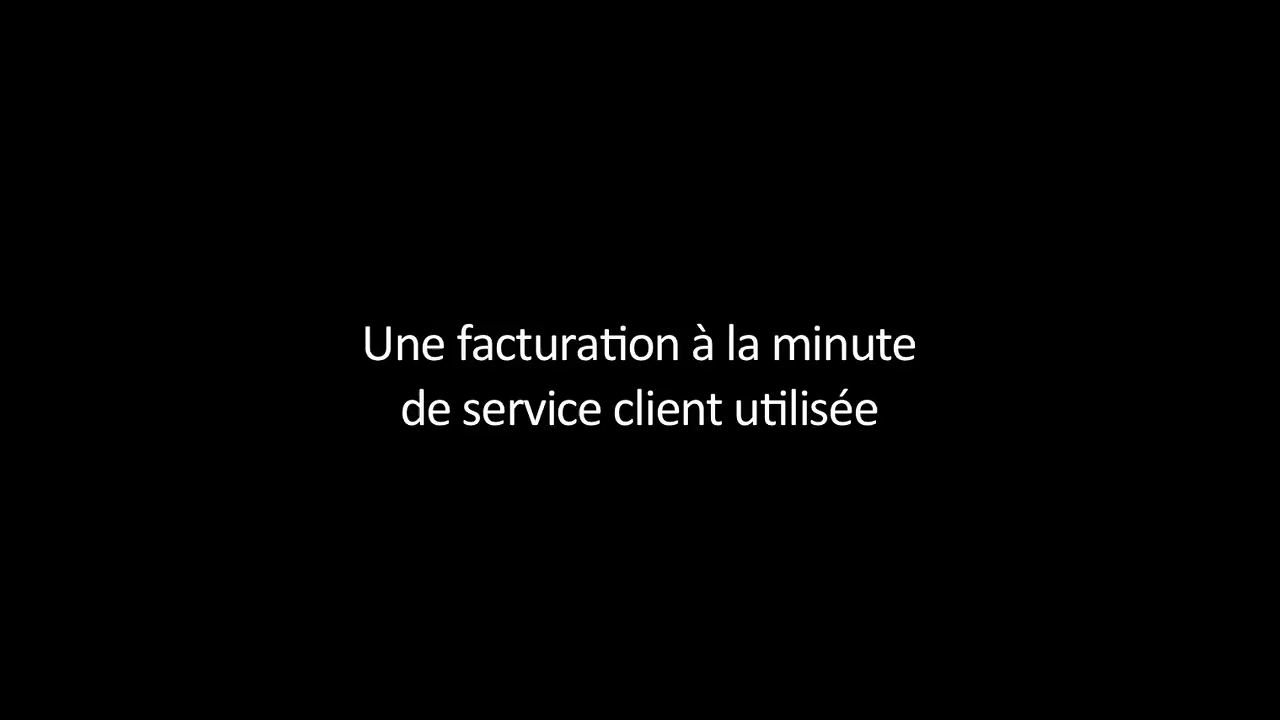 Une facturation à la minute
de service client utilisée